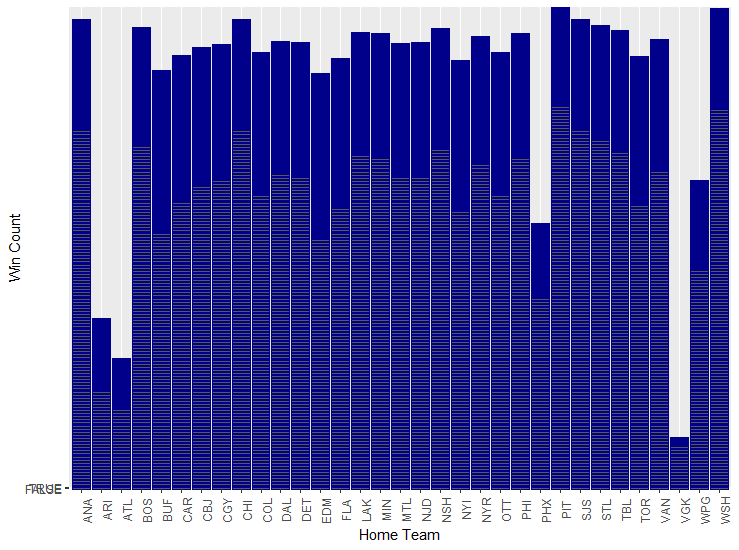 Win Count
TRUE
ANA
ARI
ATL
BOS
BUF
CAR
CBJ
CGY
CHI
COL
DAL
DET
EDM
FLA
LAK
MIN
MTL
NJD
NSH
NYI
NYR
OTT
PHI
PHX
PIT
SJS
STL
TBL
TOR
VAN
VGK
WPG
WSH
Home Team